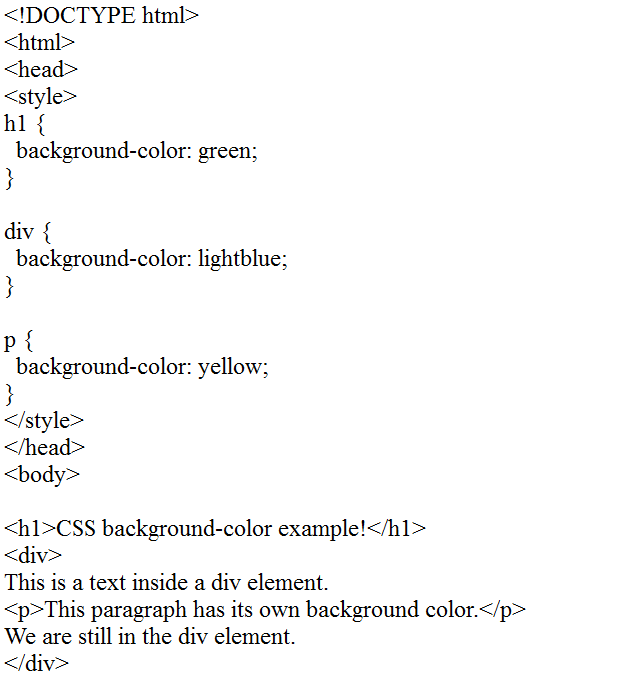 <!DOCTYPE html>
<html>
<head>
<style>
h1 {
  background-color: green;
}

div {
  background-color: lightblue;
}

p {
  background-color: yellow;
}
</style>
</head>
<body>

<h1>CSS background-color example!</h1>
<div>
This is a text inside a div element.
<p>This paragraph has its own background color.</p>
We are still in the div element.
</div>